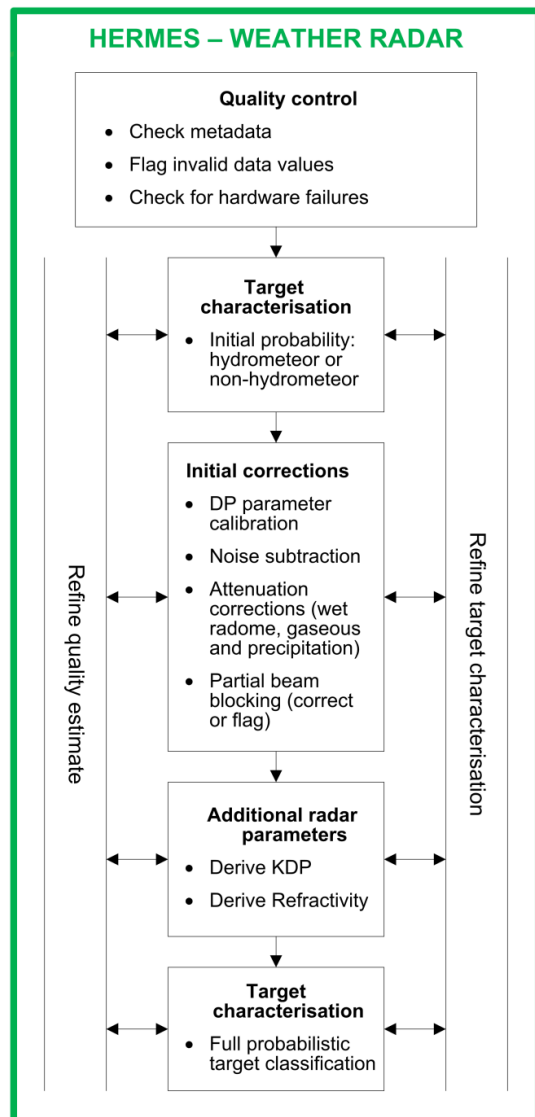 HERMES – WEATHER RADAR
Quality control
• Check metadata
• Flag invalid data values
• Check for hardware failures
Target
characterisation
• Initial probability:
hydrometeor or
non-hydrometeor
Initial corrections
• DP parameter
calibration
• Noise subtraction
• Attenuation
corrections (wet
radome, gaseous
and precipitation)
• Partial beam
blocking (correct
or flag)
Additional radar
parameters
• Derive KDP
• Derive Refractivity
Target
characterisation
• Full probabilistic
target classification
Refine quality estimate
Refine target characterisation